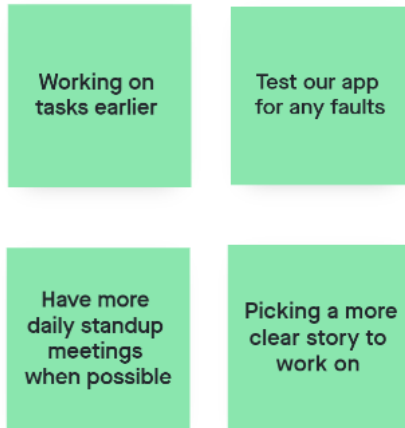 Working on
tasks earlier
Test our app
for any faults
Have more
daily standup
meetings
when possible
Picking a more
clear story to
work on